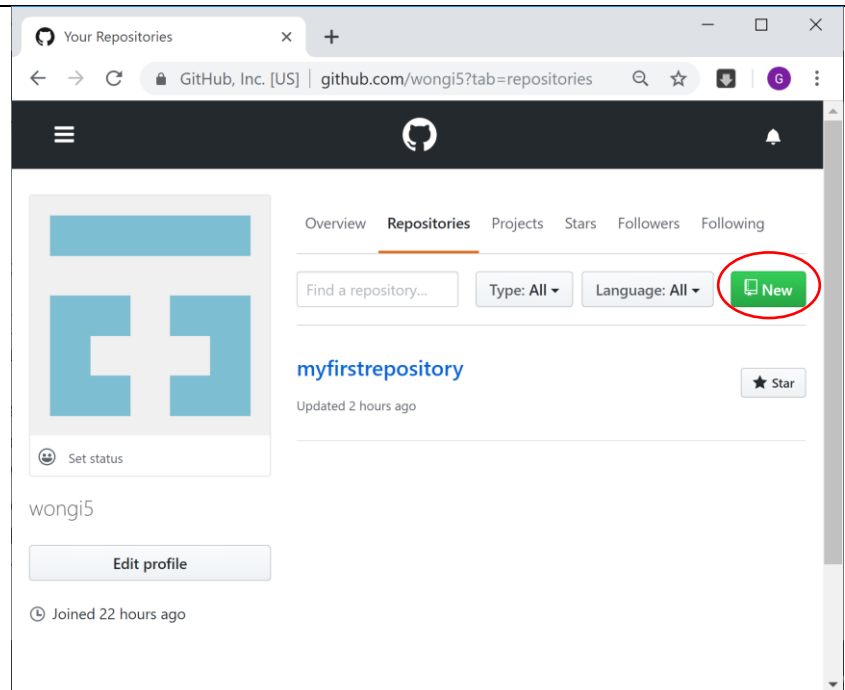 Your Repositories
GitHub, Inc. [US] | github.com/wongi5?tab=repositories
G
Overview Repositories Projects Stars Followers Following
Find a repository... Type: All Language: All New
myfirstrepository
Star
Updated 2 hours ago
Set status
wongi5
Edit profile
Joined 22 hours ago